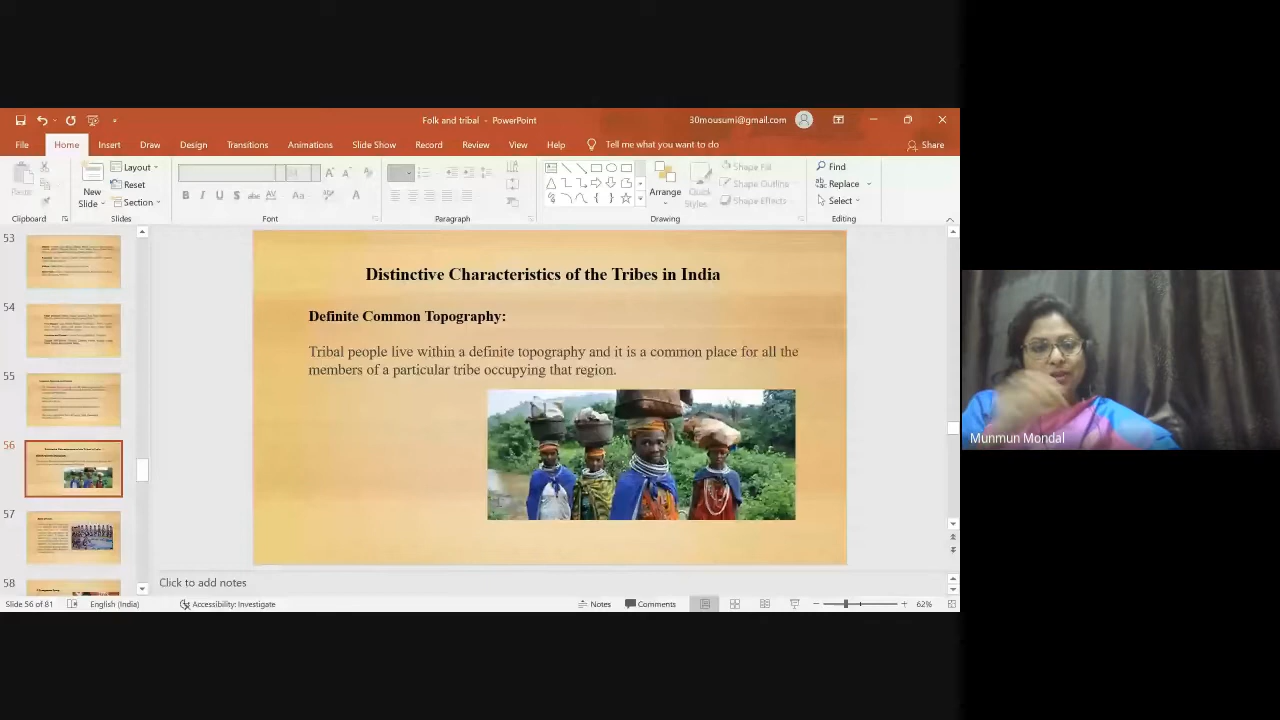 Folk and tribal - PowerPoint
30mousumi@gmail.com
File Home Insert Draw Design Transitions Animations Slide Show Record Review View Help Tell me what you want to do Share
Paste
New
Slide
Layout
Reset
Section
Arrange
Quick
Styles
Shape Fill
Shape Outline
Shape Effects
Find
Replace
Select
Clipboard Slides Font Paragraph Drawing Editing
53
54
55
56
57
58
Distinctive Characteristics of the Tribes in India
Definite Common Topography:
Tribal people live within a definite topography and it is a common place for all the
members of a particular tribe occupying that region.
Munmun Mondal
Click to add notes
Slide 56 of 81 English (India) Accessibility: Investigate Notes Comments 62%